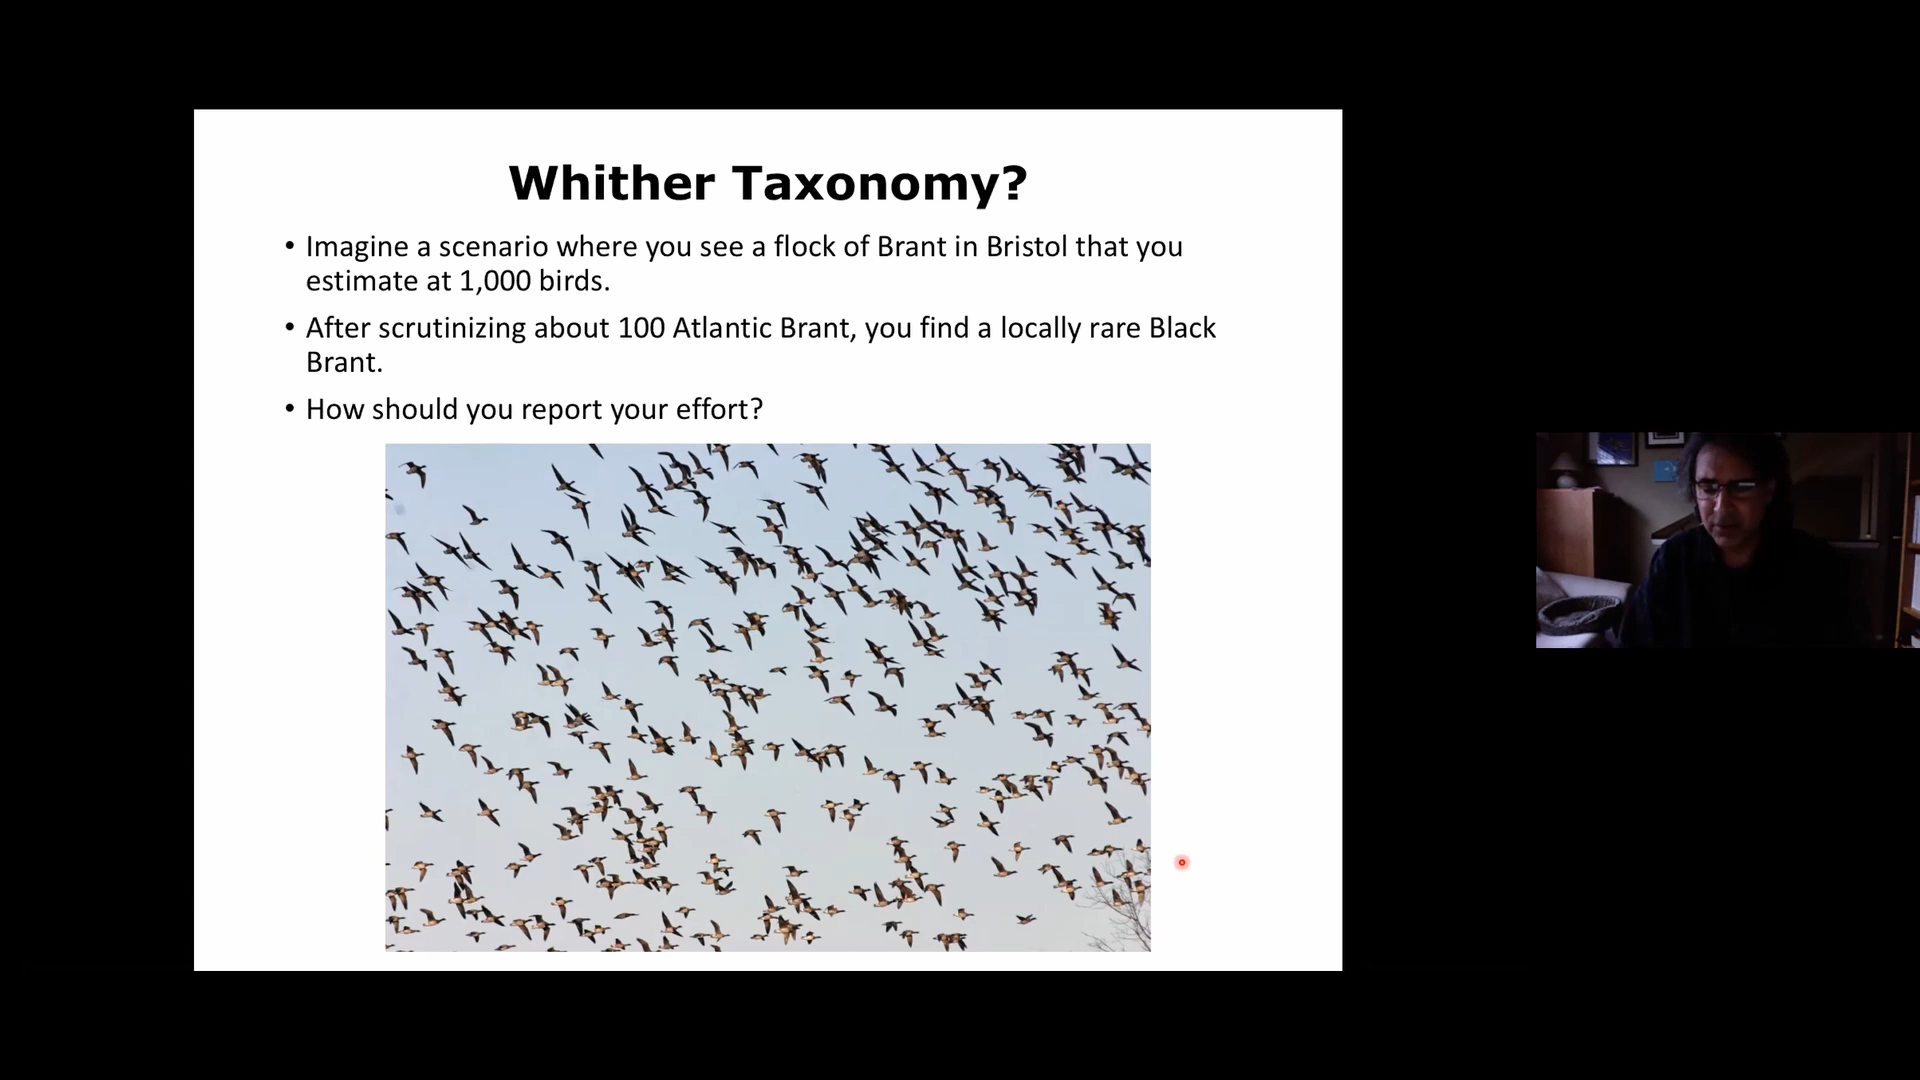 Whither Taxonomy?
• Imagine a scenario where you see a flock of Brant in Bristol that you
estimate at 1,000 birds.
• After scrutinizing about 100 Atlantic Brant, you find a locally rare Black
Brant.
• How should you report your effort?